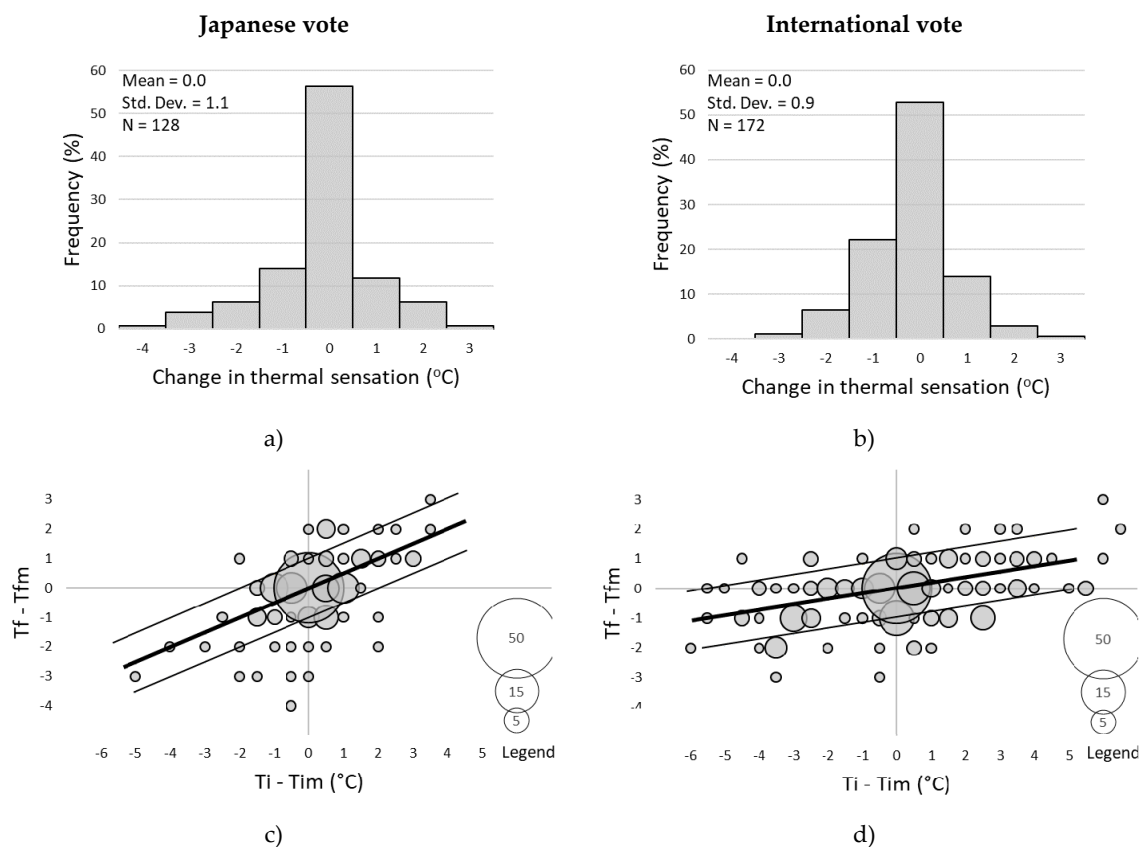 Japanese vote
Mean = 0.0
Std. Dev. = 1.1
N = 128
Frequency (%)
60
50
40
30
20
10
0
-4 -3 -2 -1 0 1 2 3
Change in thermal sensation (°C)
a)
International vote
Mean = 0.0
Std. Dev. = 0.9
N = 172
Frequency (%)
60
50
40
30
20
10
0
-4 -3 -2 -1 0 1 2 3
Change in thermal sensation (°C)
b)
Tf - Tfm
3
2
1
0
-1
-2
-3
-4
-6 -5 -4 -3 -2 -1 0 1 2 3 4 5
50
15
5
Legend
Ti - Tim (°C)
c)
Tf - Tfm
3
2
1
0
-1
-2
-3
-4
-6 -5 -4 -3 -2 -1 0 1 2 3 4 5
50
15
5
Legend
Ti - Tim (°C)
d)